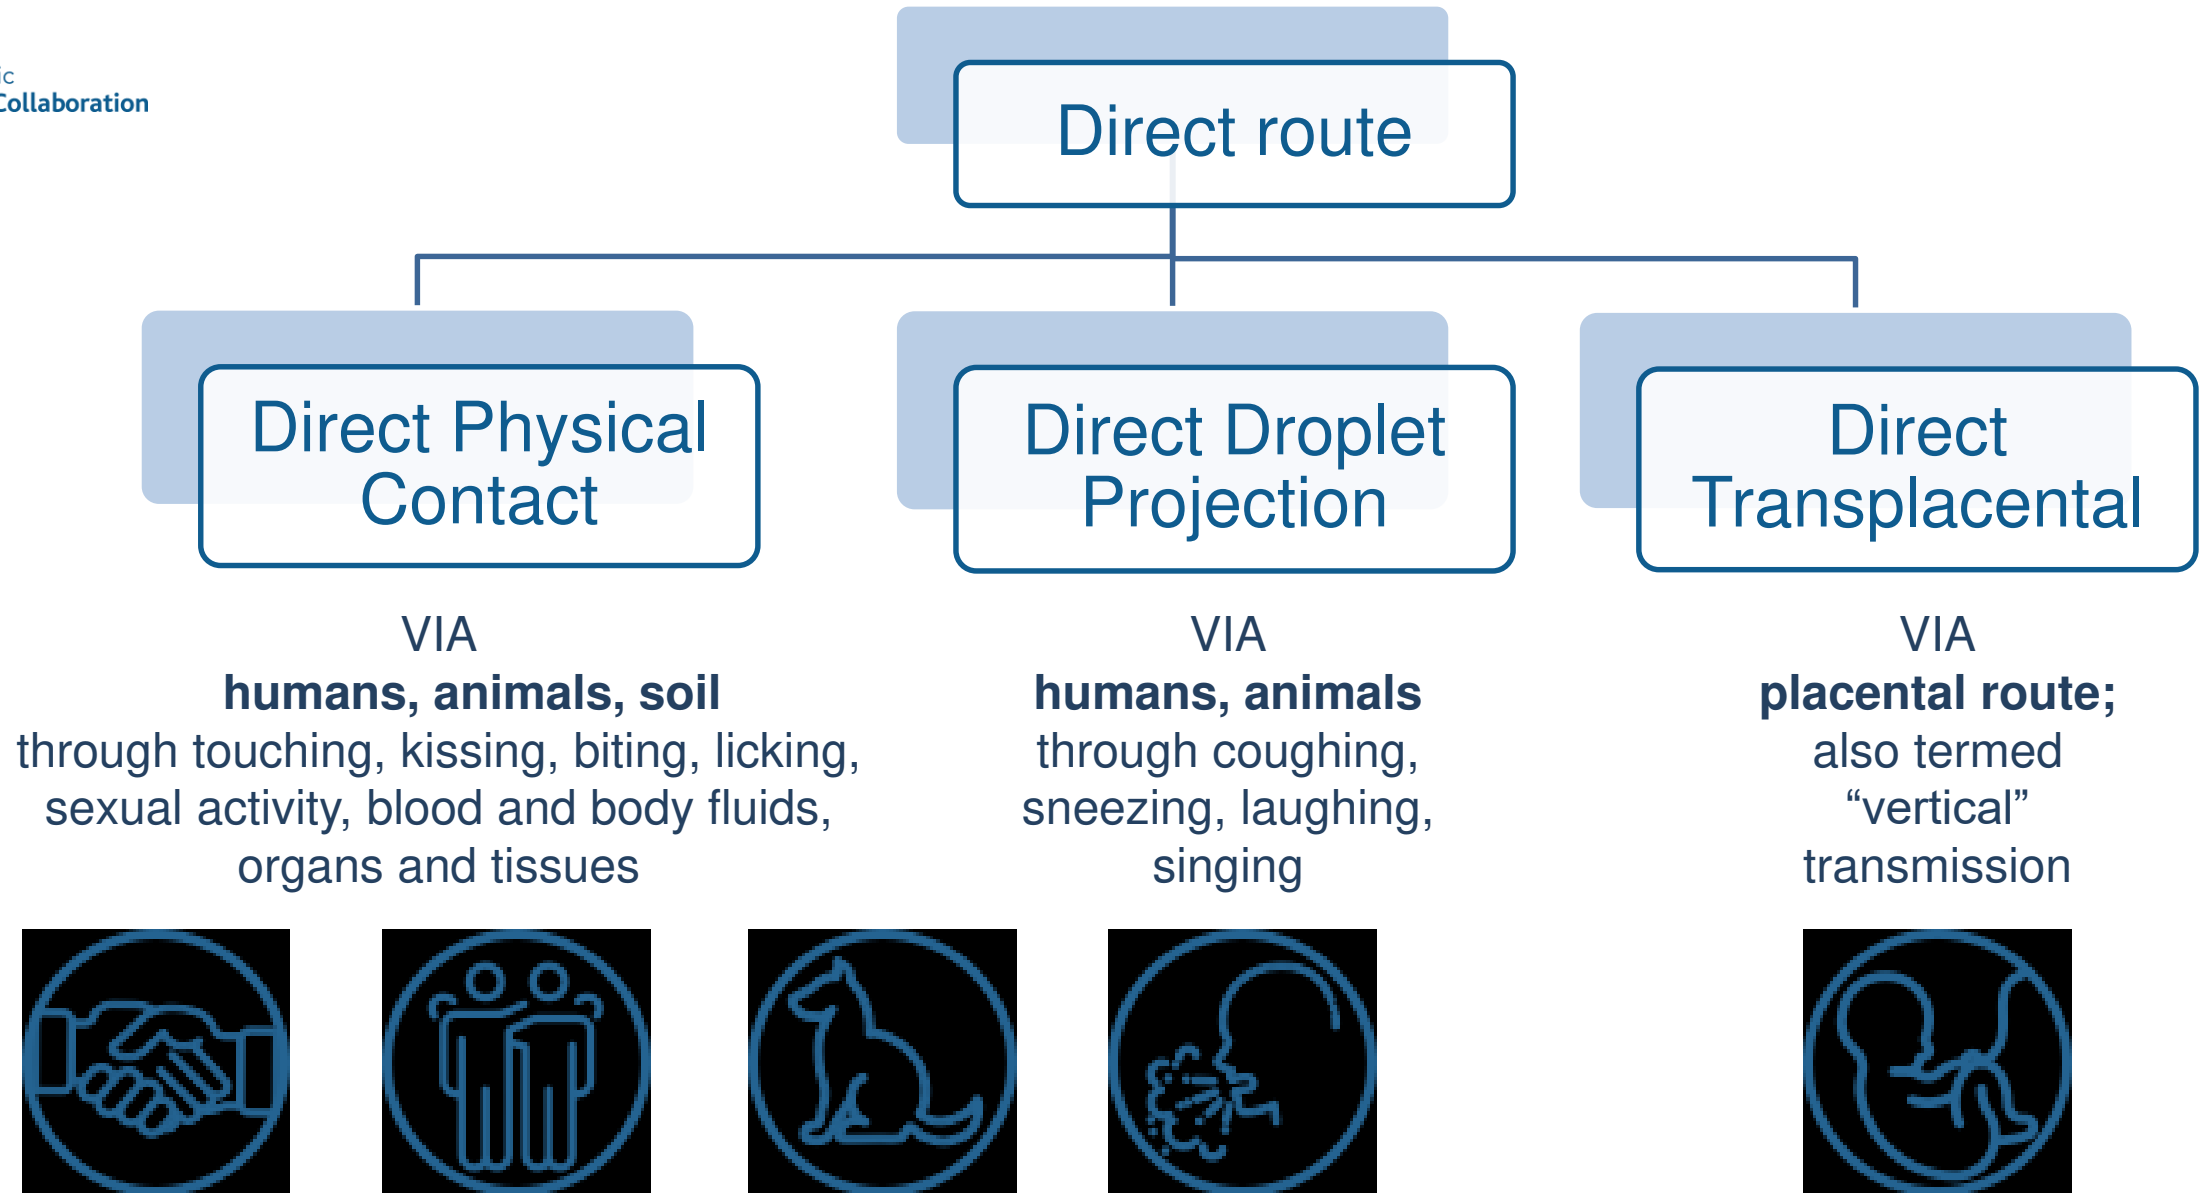 Collaboration
Direct route
Direct Physical
Contact
Direct Droplet
Projection
Direct
Transplacental
VIA
humans, animals, soil
through touching, kissing, biting, licking,
sexual activity, blood and body fluids,
organs and tissues
VIA
humans, animals
through coughing,
sneezing, laughing,
singing
VIA
placental route;
also termed
“vertical”
transmission